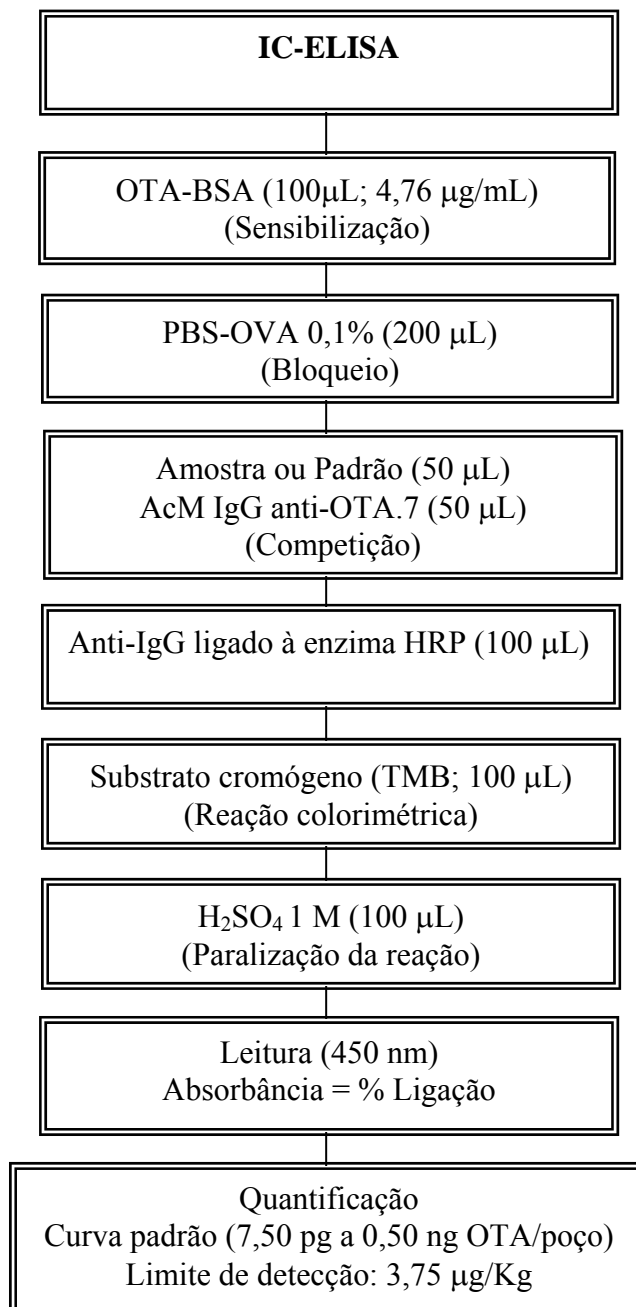 IC-ELISA
OTA-BSA (100μL; 4,76 μg/mL)
(Sensibilização)
PBS-OVA 0,1% (200 μL)
(Bloqueio)
Amostra ou Padrão (50 μL)
AcM IgG anti-OTA.7 (50 μL)
(Competição)
Anti-IgG ligado à enzima HRP (100 μL)
Substrato cromógeno (TMB; 100 μL)
(Reação colorimétrica)
H₂SO₄ 1 M (100 μL)
(Paralização da reação)
Leitura (450 nm)
Absorbância = % Ligação
Quantificação
Curva padrão (7,50 pg a 0,50 ng OTA/poço)
Limite de detecção: 3,75 μg/Kg